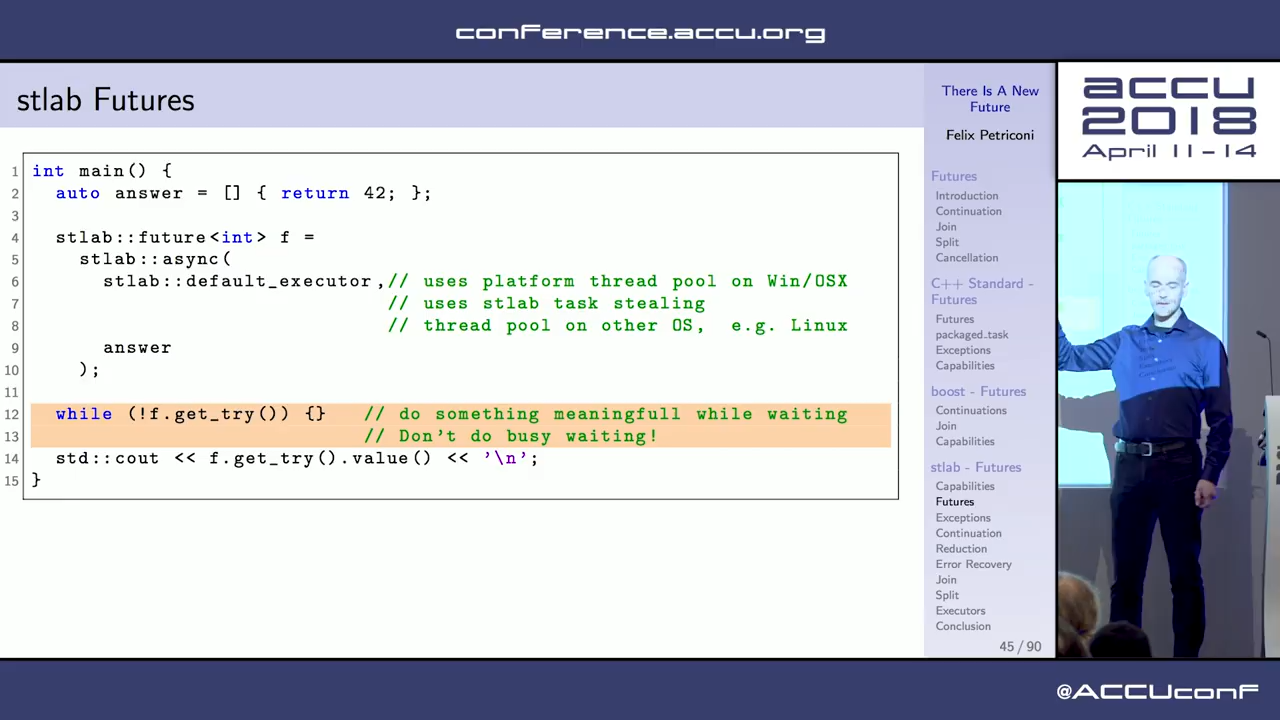 conference.accu.org
stlab Futures
1 int main() {
2 auto answer = [] { return 42; };
3
4 stlab::future<int> f =
5 stlab::async(
6 stlab::default_executor,// uses platform thread pool on Win/OSX
7 // uses stlab task stealing
8 // thread pool on other OS, e.g. Linux
9 answer
10 );
11
12 while (!f.get_try()) {} // do something meaningfull while waiting
13 // Don't do busy waiting!
14 std::cout << f.get_try().value() << '\n';
15 }
There Is A New
Future
Felix Petriconi
Futures
Introduction
Continuation
Join
Split
Cancellation
C++ Standard -
Futures
Futures
packaged_task
Exceptions
Capabilities
boost - Futures
Continuations
Join
Capabilities
stlab - Futures
Capabilities
Futures
Exceptions
Continuation
Reduction
Error Recovery
Join
Split
Executors
Conclusion
45 / 90
accu
2018
April 11-14
@ACCUconf